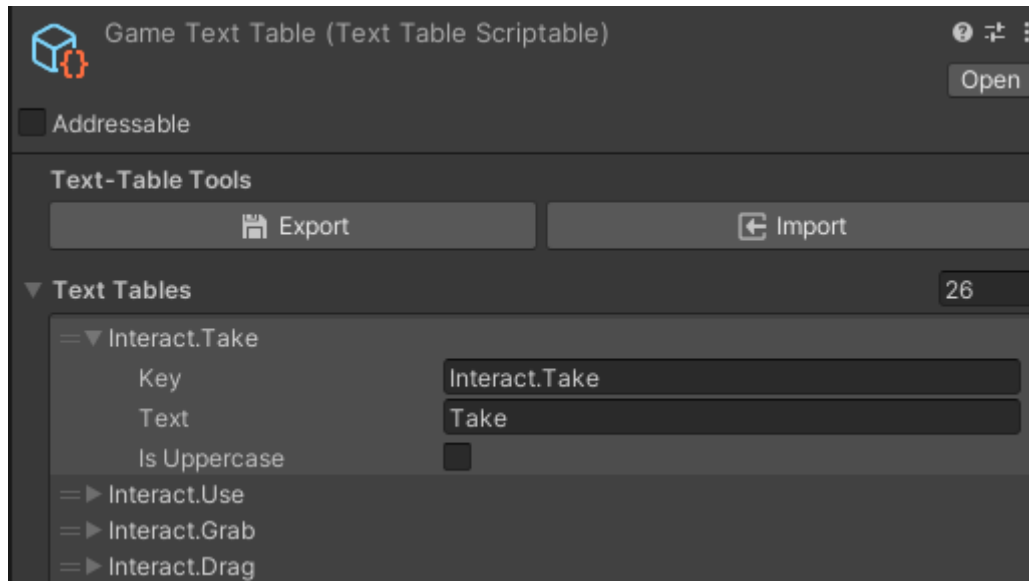 Game Text Table (Text Table Scriptable)
Open
Addressable
Text-Table Tools
Export Import
Text Tables 26
Interact.Take
Key Interact.Take
Text Take
Is Uppercase
Interact.Use
Interact.Grab
Interact.Drag